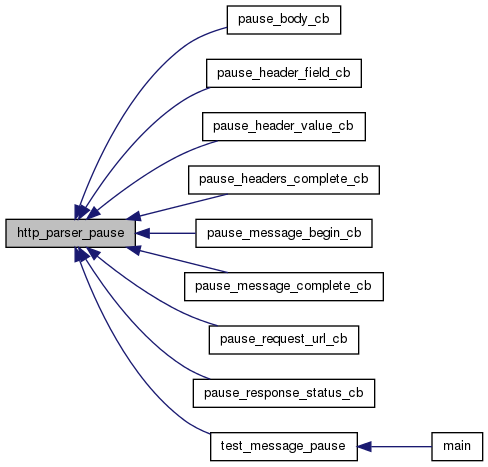 pause_body_cb
pause_header_field_cb
pause_header_value_cb
pause_headers_complete_cb
http_parser_pause
pause_message_begin_cb
pause_message_complete_cb
pause_request_url_cb
pause_response_status_cb
test_message_pause
main